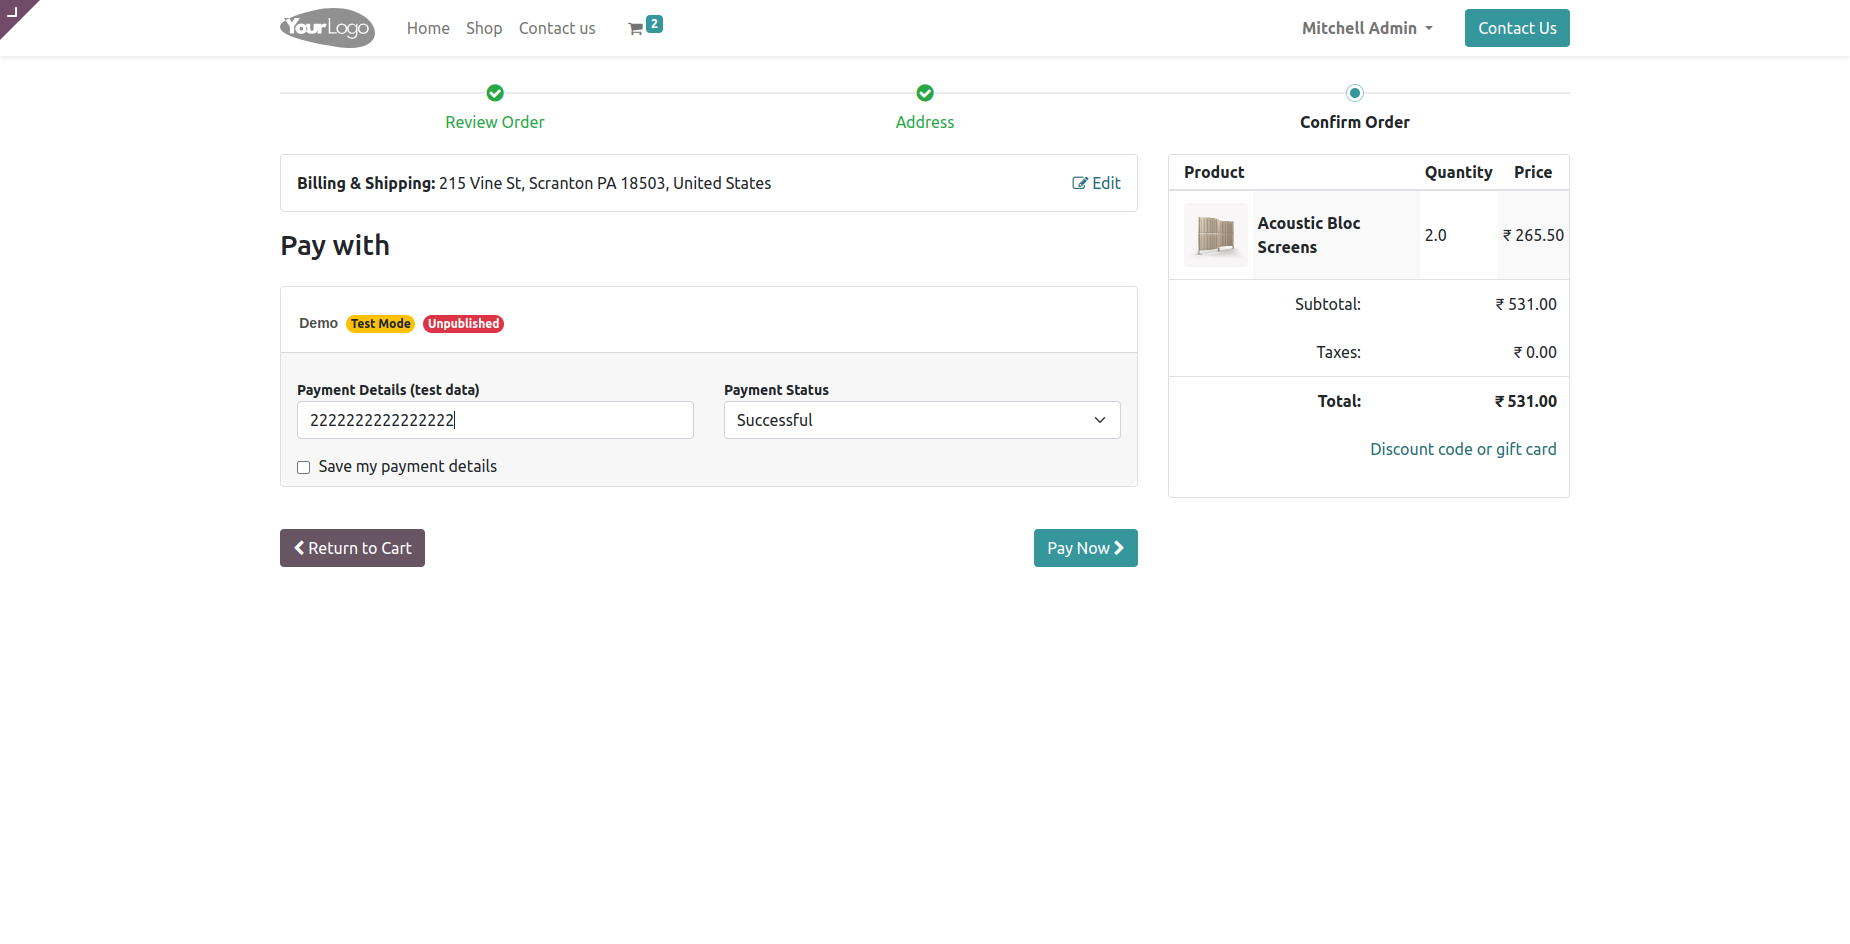 YourLogo Home Shop Contact us 2 Mitchell Admin Contact Us
Review Order Address Confirm Order
Billing & Shipping: 215 Vine St, Scranton PA 18503, United States Edit
Pay with
Demo Test Mode Unpublished
Payment Details (test data) Payment Status
2222222222222222 Successful
Save my payment details
Return to Cart Pay Now
Product Quantity Price
Acoustic Bloc
Screens 2.0 ₹ 265.50
Subtotal: ₹ 531.00
Taxes: ₹ 0.00
Total: ₹ 531.00
Discount code or gift card